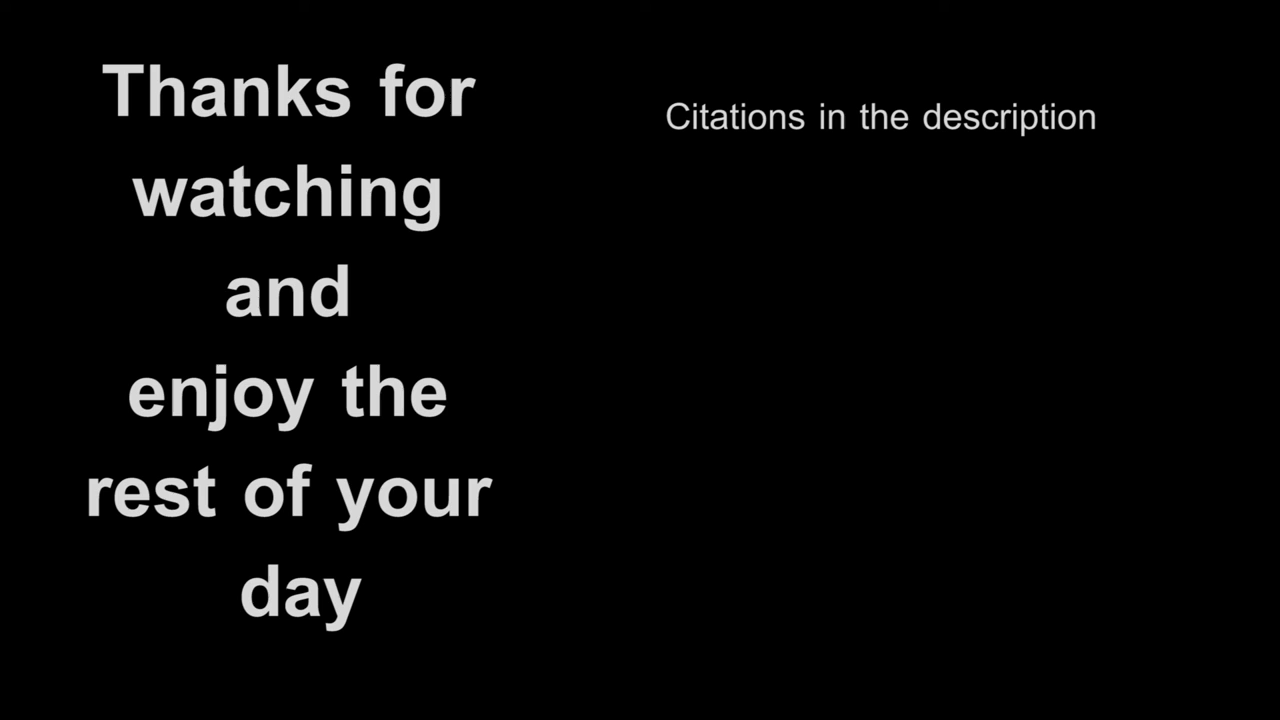 Thanks for
watching
and
enjoy the
rest of your
day
Citations in the description